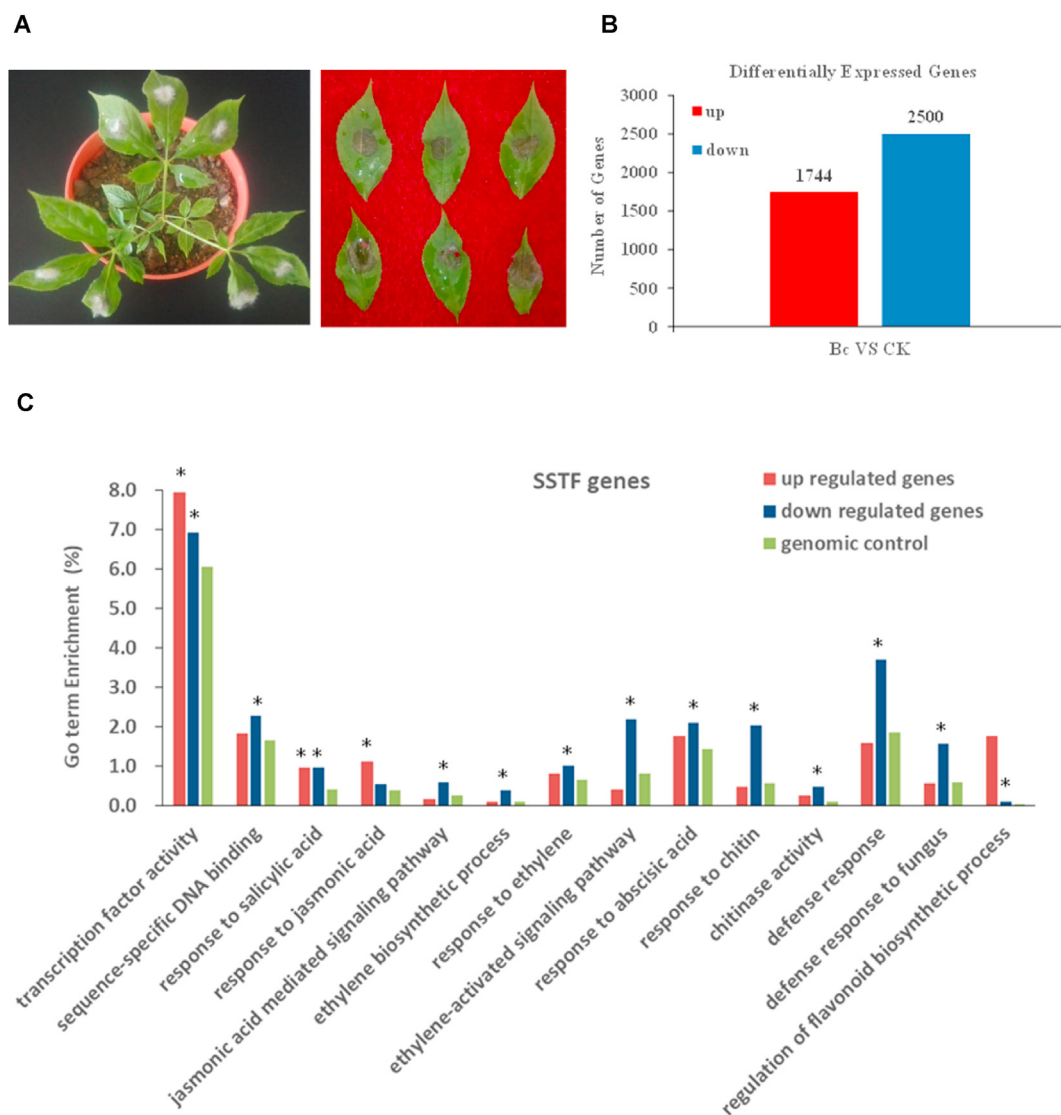 A
B
Differentially Expressed Genes
3000
2500
2000
1500
1000
500
0
Number of Genes
up
down
1744
2500
Bc VS CK
C
SSTF genes
up regulated genes
down regulated genes
genomic control
Go term Enrichment (%)
8.0
7.0
6.0
5.0
4.0
3.0
2.0
1.0
0.0
*
*
*
* *
*
*
*
*
*
*
*
*
*
*
*
transcription factor activity
sequence-specific DNA binding
response to salicylic acid
response to jasmonic acid
jasmonic acid mediated signaling pathway
ethylene biosynthetic process
response to ethylene
ethylene-activated signaling pathway
response to abscisic acid
response to chitin
chitinase activity
defense response
defense response to fungus
regulation of flavonoid biosynthetic process